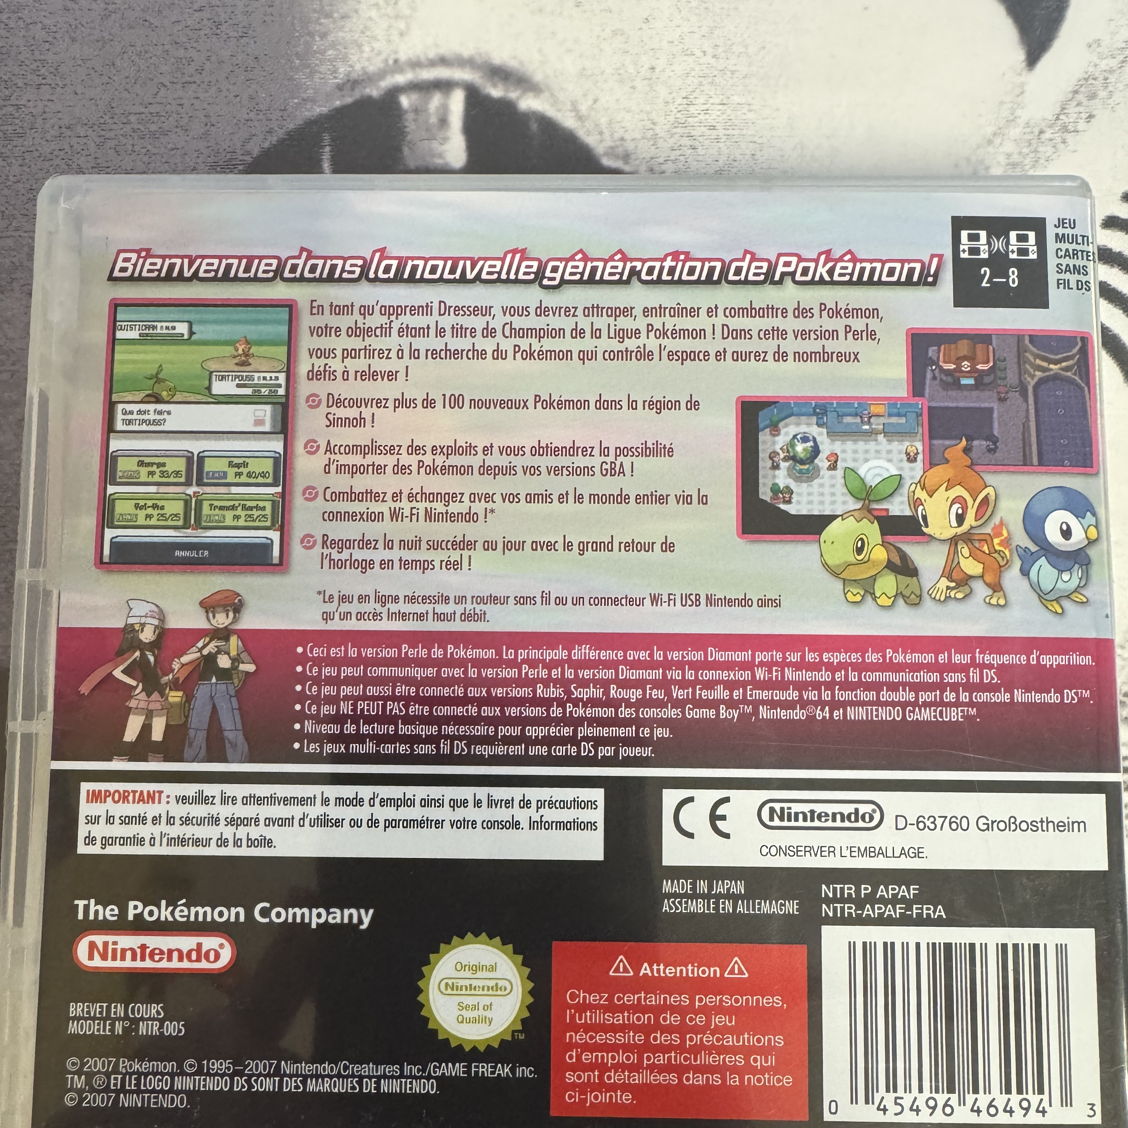 Bienvenue dans la nouvelle génération de Pokémon !
JEU
MULTI-
CARTES
SANS
FIL DS
2–8
En tant qu'apprenti Dresseur, vous devrez attraper, entraîner et combattre des Pokémon,
votre objectif étant le titre de Champion de la Ligue Pokémon ! Dans cette version Perle,
vous partirez à la recherche du Pokémon qui contrôle l'espace et aurez de nombreux
défis à relever !
Découvrez plus de 100 nouveaux Pokémon dans la région de
Sinnoh !
Accomplissez des exploits et vous obtiendrez la possibilité
d'importer des Pokémon depuis vos versions GBA !
Combattez et échangez avec vos amis et le monde entier via la
connexion Wi-Fi Nintendo !*
Regardez la nuit succéder au jour avec le grand retour de
l'horloge en temps réel !
*Le jeu en ligne nécessite un routeur sans fil ou un connecteur Wi-Fi USB Nintendo ainsi
qu'un accès Internet haut débit.
OUISTICRAM
TORTIPOUSS
Que doit faire
TORTIPOUSS?
Charge
PP 33/35
Repli
PP 40/40
Vol-Vie
PP 25/25
Tranch'Herbe
PP 25/25
ANNULER
• Ceci est la version Perle de Pokémon. La principale différence avec la version Diamant porte sur les espèces des Pokémon et leur fréquence d'apparition.
• Ce jeu peut communiquer avec la version Perle et la version Diamant via la connexion Wi-Fi Nintendo et la communication sans fil DS.
• Ce jeu peut aussi être connecté aux versions Rubis, Saphir, Rouge Feu, Vert Feuille et Emeraude via la fonction double port de la console Nintendo DS™.
• Ce jeu NE PEUT PAS être connecté aux versions de Pokémon des consoles Game Boy™, Nintendo®64 et NINTENDO GAMECUBE™.
• Niveau de lecture basique nécessaire pour apprécier pleinement ce jeu.
• Les jeux multi-cartes sans fil DS requièrent une carte DS par joueur.
IMPORTANT : veuillez lire attentivement le mode d'emploi ainsi que le livret de précautions
sur la santé et la sécurité séparé avant d'utiliser ou de paramétrer votre console. Informations
de garantie à l'intérieur de la boîte.
CE Nintendo® D-63760 Großostheim
CONSERVER L'EMBALLAGE.
MADE IN JAPAN
ASSEMBLE EN ALLEMAGNE
NTR P APAF
NTR-APAF-FRA
The Pokémon Company
Nintendo®
BREVET EN COURS
MODELE N° : NTR-005
Original
Nintendo
Seal of
Quality
™
© 2007 Pokémon. © 1995–2007 Nintendo/Creatures Inc./GAME FREAK inc.
TM, ® ET LE LOGO NINTENDO DS SONT DES MARQUES DE NINTENDO.
© 2007 NINTENDO.
Attention
Chez certaines personnes,
l'utilisation de ce jeu
nécessite des précautions
d'emploi particulières qui
sont détaillées dans la notice
ci-jointe.
0 45496 46494 3